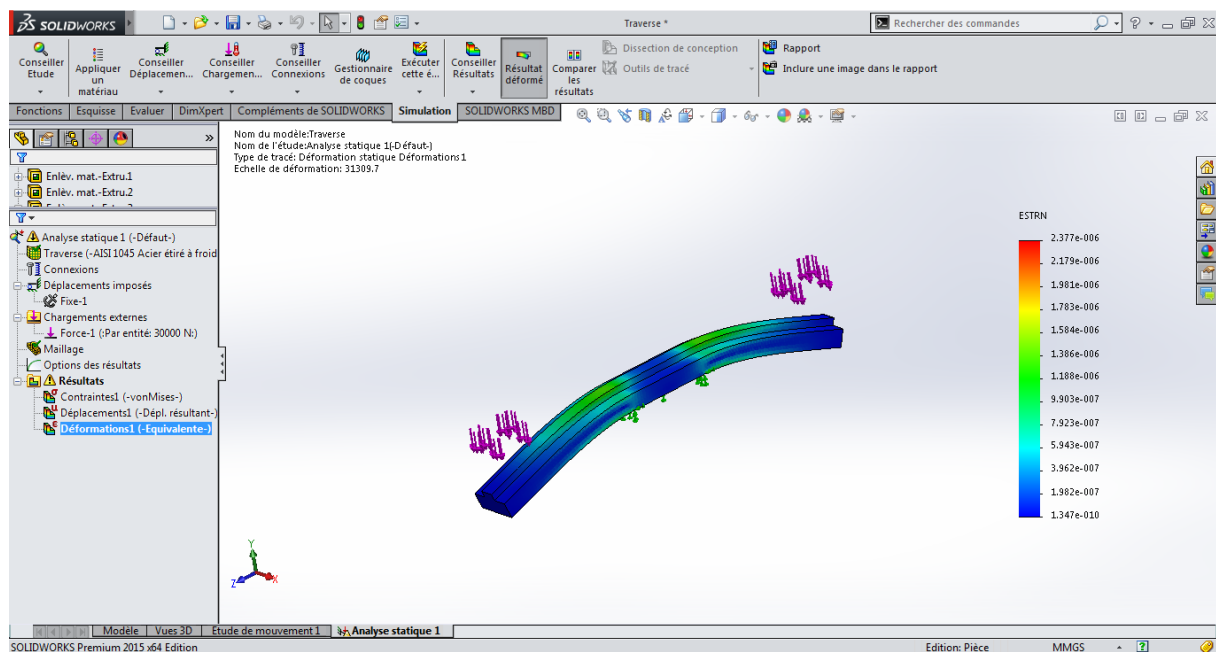 SOLIDWORKS
Traverse *
Rechercher des commandes
Conseiller Etude
Appliquer un matériau
Conseiller Déplacemen...
Conseiller Chargemen...
Conseiller Connexions
Gestionnaire de coques
Exécuter cette é...
Conseiller Résultats
Résultat déformé
Comparer les résultats
Dissection de conception
Outils de tracé
Rapport
Inclure une image dans le rapport
Fonctions Esquisse Evaluer DimXpert Compléments de SOLIDWORKS Simulation SOLIDWORKS MBD
Nom du modèle:Traverse
Nom de l'étude:Analyse statique 1(-Défaut-)
Type de tracé: Déformation statique Déformations1
Echelle de déformation: 31309.7
Enlèv. mat.-Extru.1
Enlèv. mat.-Extru.2
Analyse statique 1 (-Défaut-)
Traverse (-AISI 1045 Acier étiré à froid
Connexions
Déplacements imposés
Fixe-1
Chargements externes
Force-1 (:Par entité: 30000 N:)
Maillage
Options des résultats
Résultats
Contraintes1 (-vonMises-)
Déplacements1 (-Dépl. résultant-)
Déformations1 (-Equivalente-)
ESTRN
2.377e-006
2.179e-006
1.981e-006
1.783e-006
1.584e-006
1.386e-006
1.188e-006
9.903e-007
7.923e-007
5.943e-007
3.962e-007
1.982e-007
1.347e-010
Y
Z
X
Modèle Vues 3D Etude de mouvement 1 Analyse statique 1
SOLIDWORKS Premium 2015 x64 Edition
Edition: Pièce
MMGS